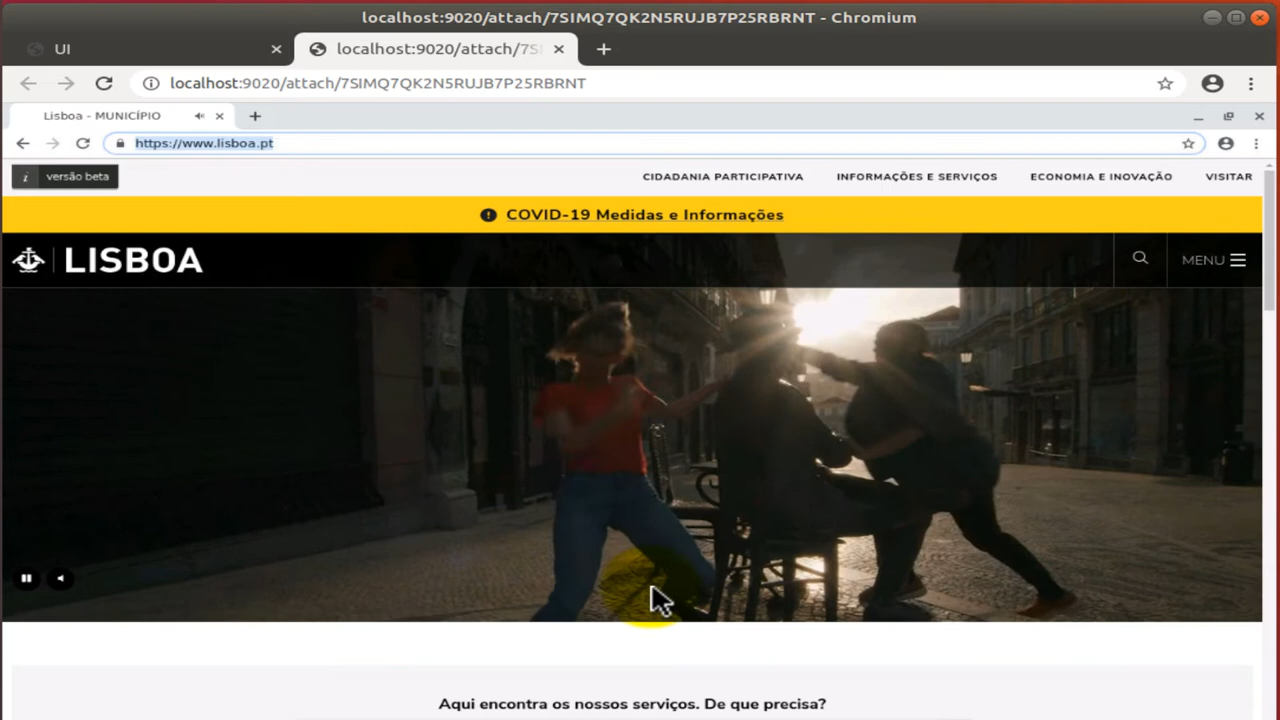 localhost:9020/attach/7SIMQ7QK2N5RUJB7P25RBRNT - Chromium
UI
localhost:9020/attach/7S
localhost:9020/attach/7SIMQ7QK2N5RUJB7P25RBRNT
Lisboa - MUNICÍPIO
https://www.lisboa.pt
i versão beta
CIDADANIA PARTICIPATIVA INFORMAÇÕES E SERVIÇOS ECONOMIA E INOVAÇÃO VISITAR
COVID-19 Medidas e Informações
LISBOA
MENU
Aqui encontra os nossos serviços. De que precisa?